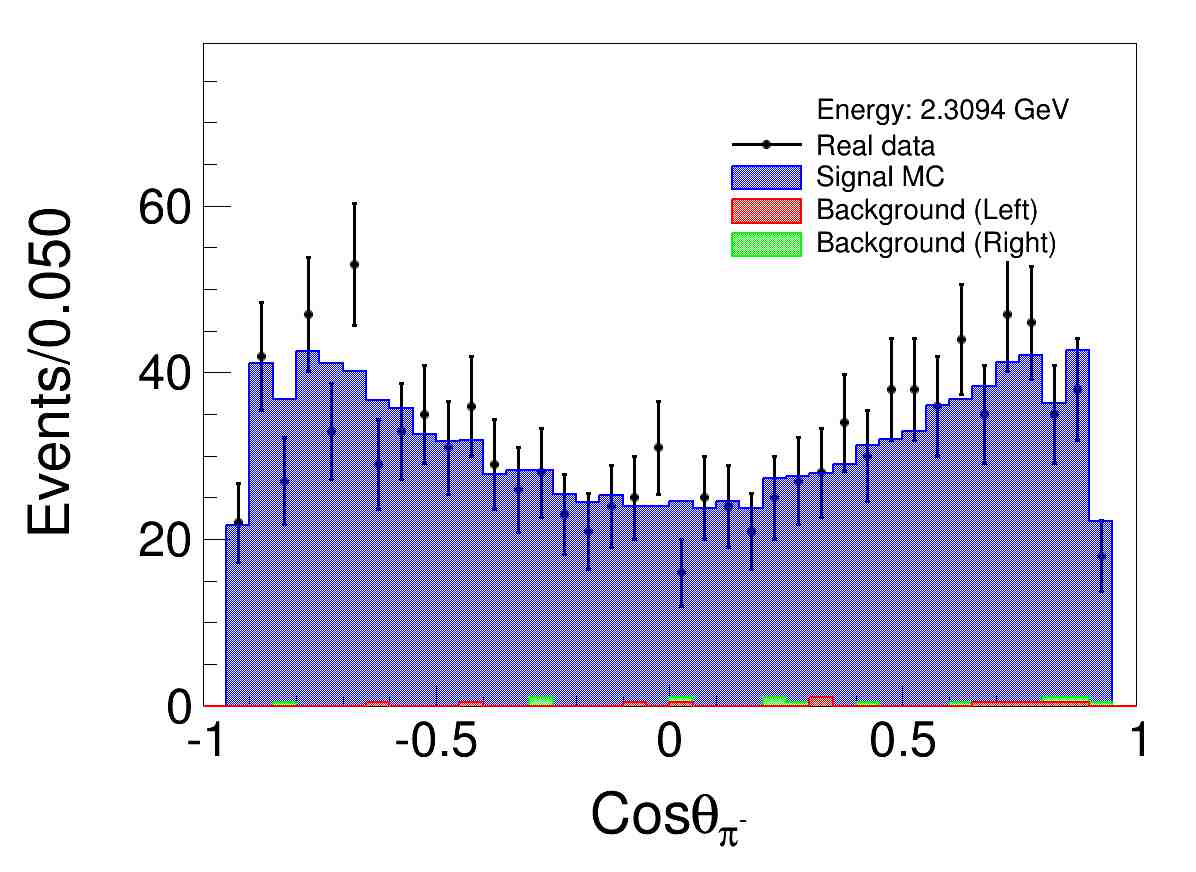 Energy: 2.3094 GeV
Real data
Signal MC
Background (Left)
Background (Right)
Events/0.050
60
40
20
0
-1 -0.5 0 0.5 1
Cosθπ-